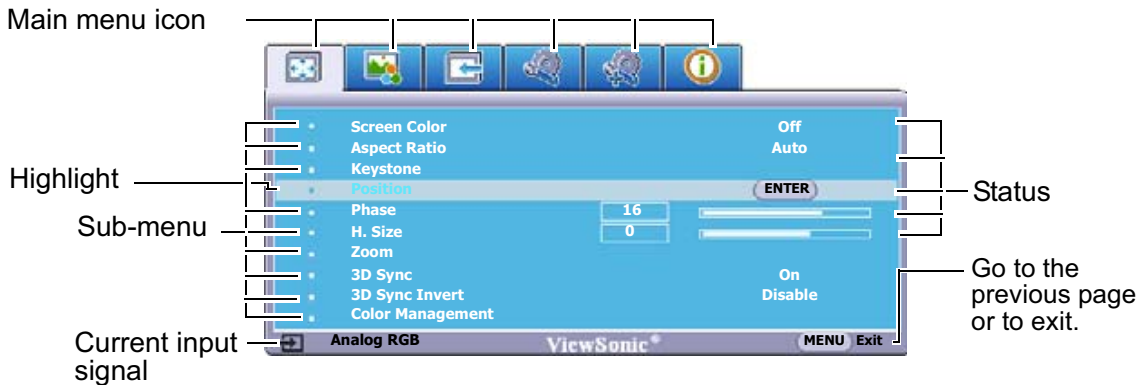 Main menu icon
Screen Color Off
Aspect Ratio Auto
Keystone
Highlight
Position ENTER
Status
Phase 16
Sub-menu
H. Size 0
Zoom
3D Sync On
3D Sync Invert Disable
Color Management
Go to the
previous page
or to exit.
Current input
signal
Analog RGB ViewSonic® MENU Exit